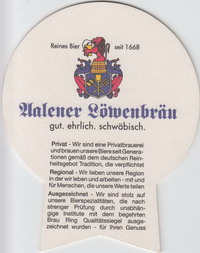 Reines Bier seit 1668
Aalener Löwenbräu
gut. ehrlich. schwäbisch.
Privat - Wir sind eine Privatbrauerei
und brauen unsere Biere seit Genera-
tionen gemäß dem deutschen Rein-
heitsgebot Tradition, die verpflichtet
Regional - Wir lieben unsere Region
in der wir leben und arbeiten - mit und
für Menschen, die unsere Werte teilen
Ausgezeichnet - Wir sind stolz auf
unsere Bierspezialitäten, die nach
strenger Prüfung durch unabhän-
gige Institute mit dem begehrten
Brau Ring Qualitätssiegel ausge-
zeichnet wurden - für Ihren Genuss